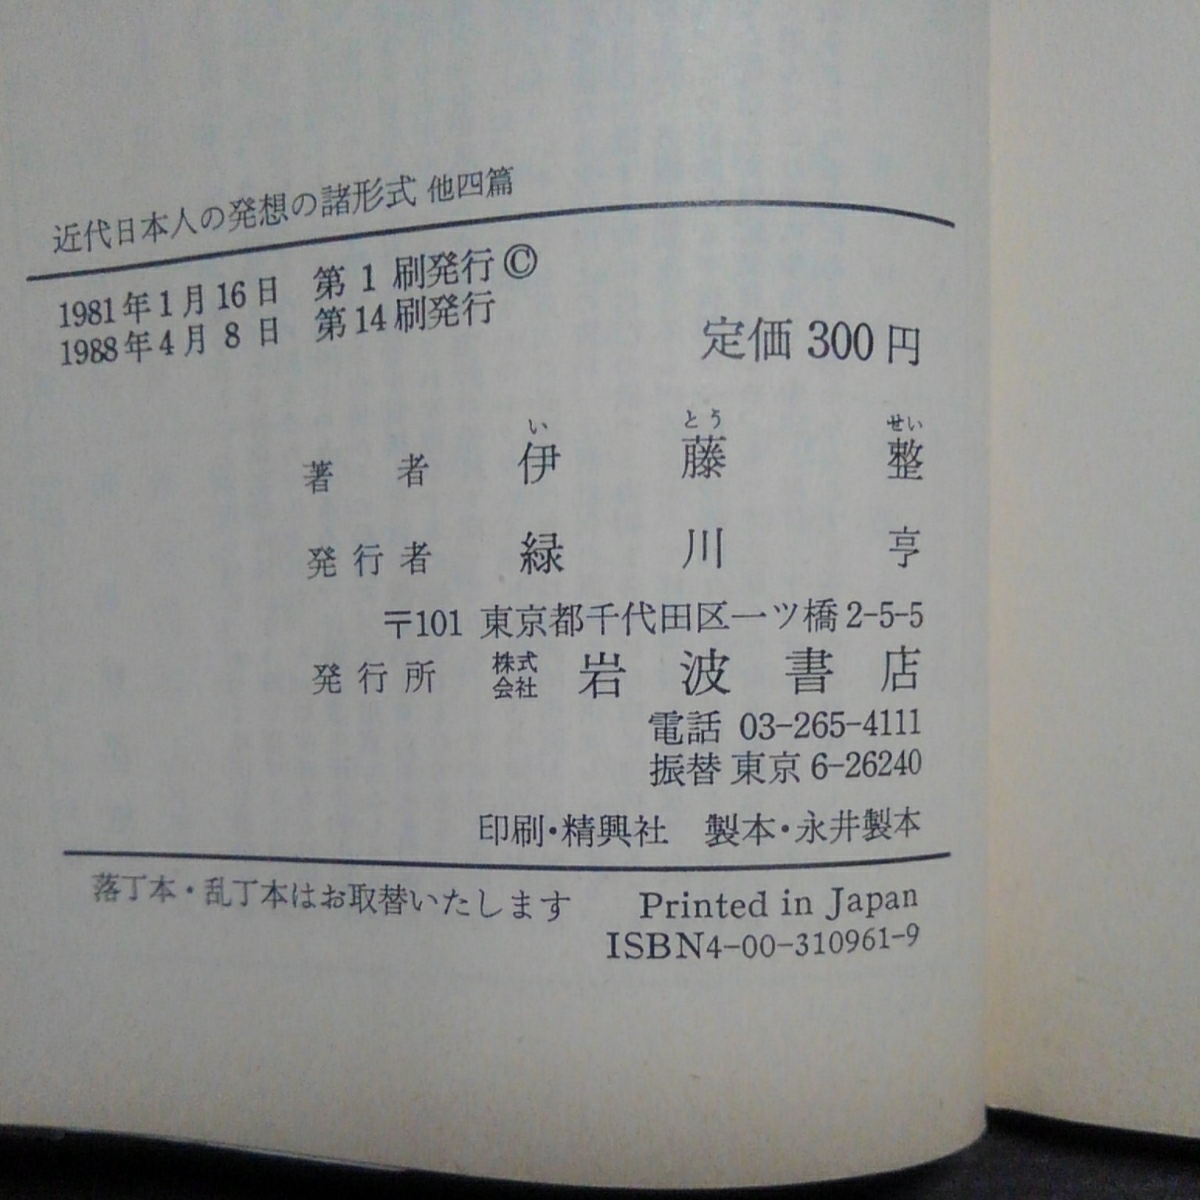 近代日本人の発想の諸形式 他四篇
1981年1月16日 第1刷発行©
1988年4月8日 第14刷発行
定価 300円
い とう せい
著者 伊藤整
発行者 緑川亨
〒101 東京都千代田区一ツ橋2-5-5
発行所 株式会社 岩波書店
電話 03-265-4111
振替 東京 6-26240
印刷・精興社 製本・永井製本
落丁本・乱丁本はお取替いたします Printed in Japan
ISBN4-00-310961-9